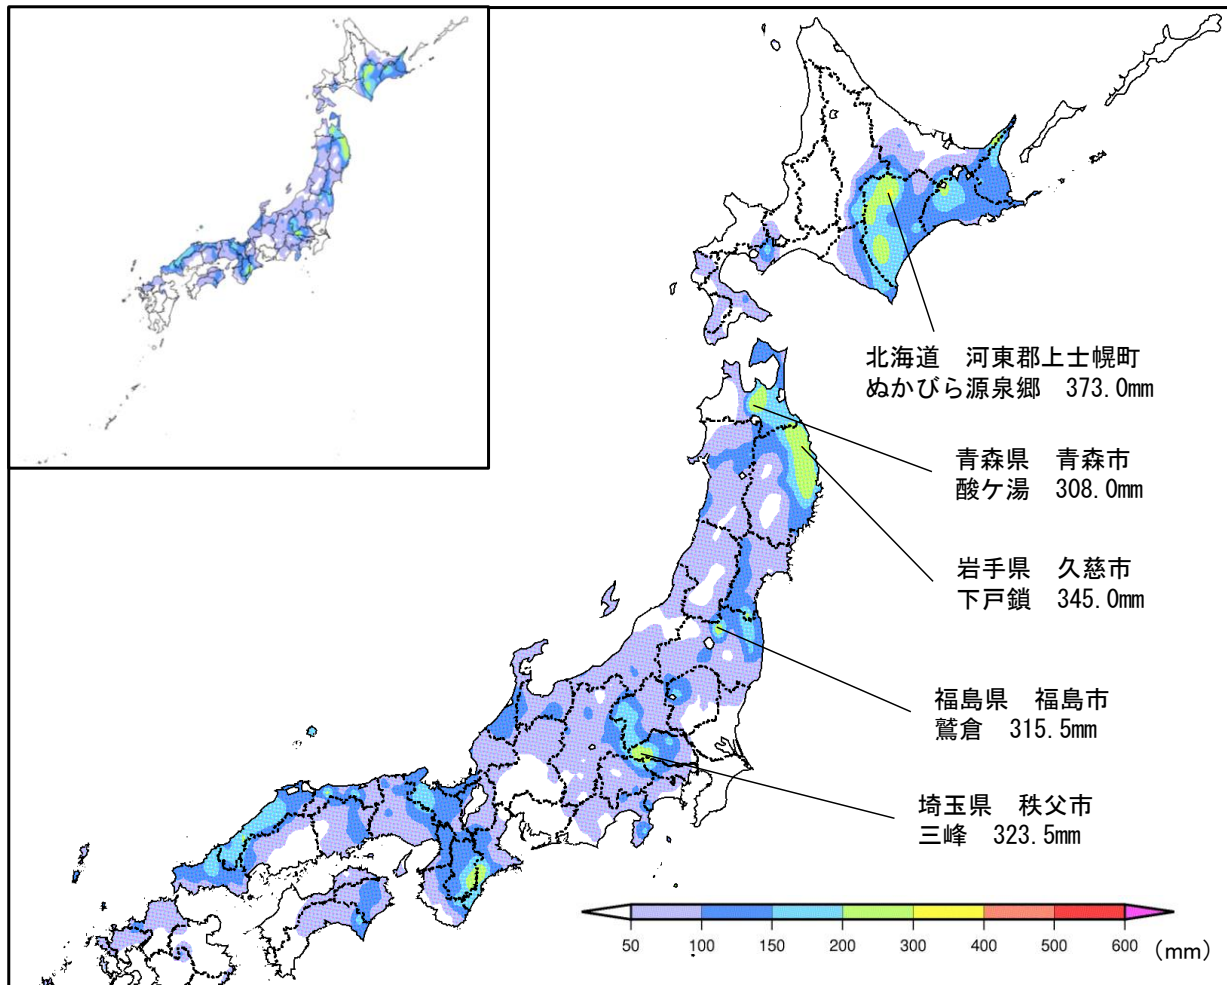 北海道　河東郡上士幌町
ぬかびら源泉郷　373.0mm
青森県　青森市
酸ケ湯　308.0mm
岩手県　久慈市
下戸鎖　345.0mm
福島県　福島市
鷲倉　315.5mm
埼玉県　秩父市
三峰　323.5mm
50 100 150 200 300 400 500 600 (mm)